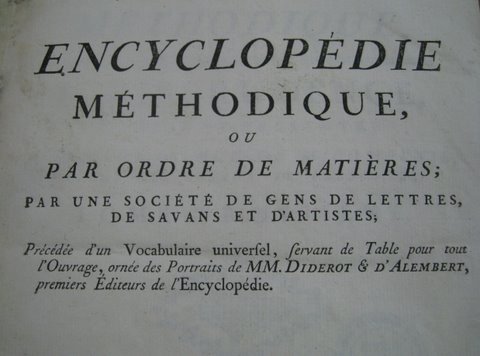 ENCYCLOPÉDIE
MÉTHODIQUE,
OU
PAR ORDRE DE MATIÈRES;
PAR UNE SOCIÉTÉ DE GENS DE LETTRES,
DE SAVANS ET D'ARTISTES;
Précédée d'un Vocabulaire univerſel, ſervant de Table pour tout
l'Ouvrage, ornée des Portraits de MM. DIDEROT & D'ALEMBERT,
premiers Éditeurs de l'Encyclopédie.